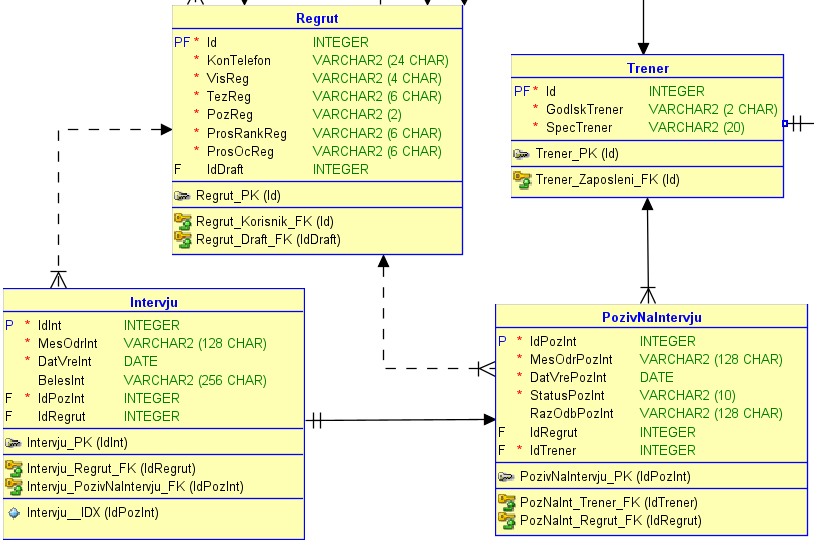 Regrut
PF * Id INTEGER
* KonTelefon VARCHAR2 (24 CHAR)
* VisReg VARCHAR2 (4 CHAR)
* TezReg VARCHAR2 (6 CHAR)
* PozReg VARCHAR2 (2)
* ProsRankReg VARCHAR2 (6 CHAR)
* ProsOcReg VARCHAR2 (6 CHAR)
F IdDraft INTEGER
Regrut_PK (Id)
Regrut_Korisnik_FK (Id)
Regrut_Draft_FK (IdDraft)
Trener
PF * Id INTEGER
* GodIskTrener VARCHAR2 (2 CHAR)
* SpecTrener VARCHAR2 (20)
Trener_PK (Id)
Trener_Zaposleni_FK (Id)
Intervju
P * IdInt INTEGER
* MesOdrInt VARCHAR2 (128 CHAR)
* DatVreInt DATE
BelesInt VARCHAR2 (256 CHAR)
F * IdPozInt INTEGER
F IdRegrut INTEGER
Intervju_PK (IdInt)
Intervju_Regrut_FK (IdRegrut)
Intervju_PozivNaIntervju_FK (IdPozInt)
Intervju__IDX (IdPozInt)
PozivNaIntervju
P * IdPozInt INTEGER
* MesOdrPozInt VARCHAR2 (128 CHAR)
* DatVrePozInt DATE
* StatusPozInt VARCHAR2 (10)
RazOdbPozInt VARCHAR2 (128 CHAR)
F IdRegrut INTEGER
F * IdTrener INTEGER
PozivNaIntervju_PK (IdPozInt)
PozNaInt_Trener_FK (IdTrener)
PozNaInt_Regrut_FK (IdRegrut)